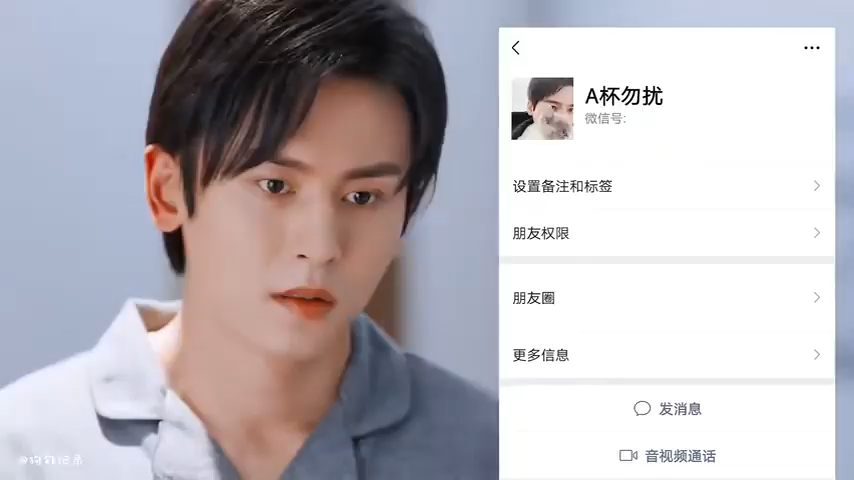 A杯勿扰
微信号:
设置备注和标签
朋友权限
朋友圈
更多信息
发消息
音视频通话